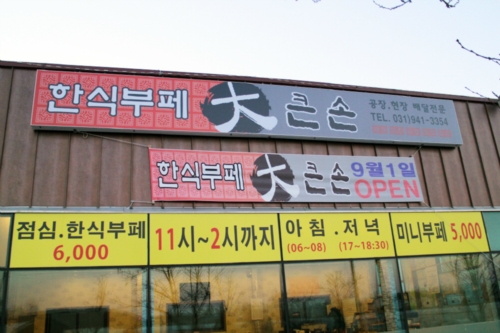 한식부페 大 큰손
공장.현장 배달전문
TEL. 031)941-3354
한식부페 大 큰손 9월1일
OPEN
점심.한식부페
6,000
11시~2시까지
아침.저녁
(06~08) (17~18:30)
미니부페 5,000